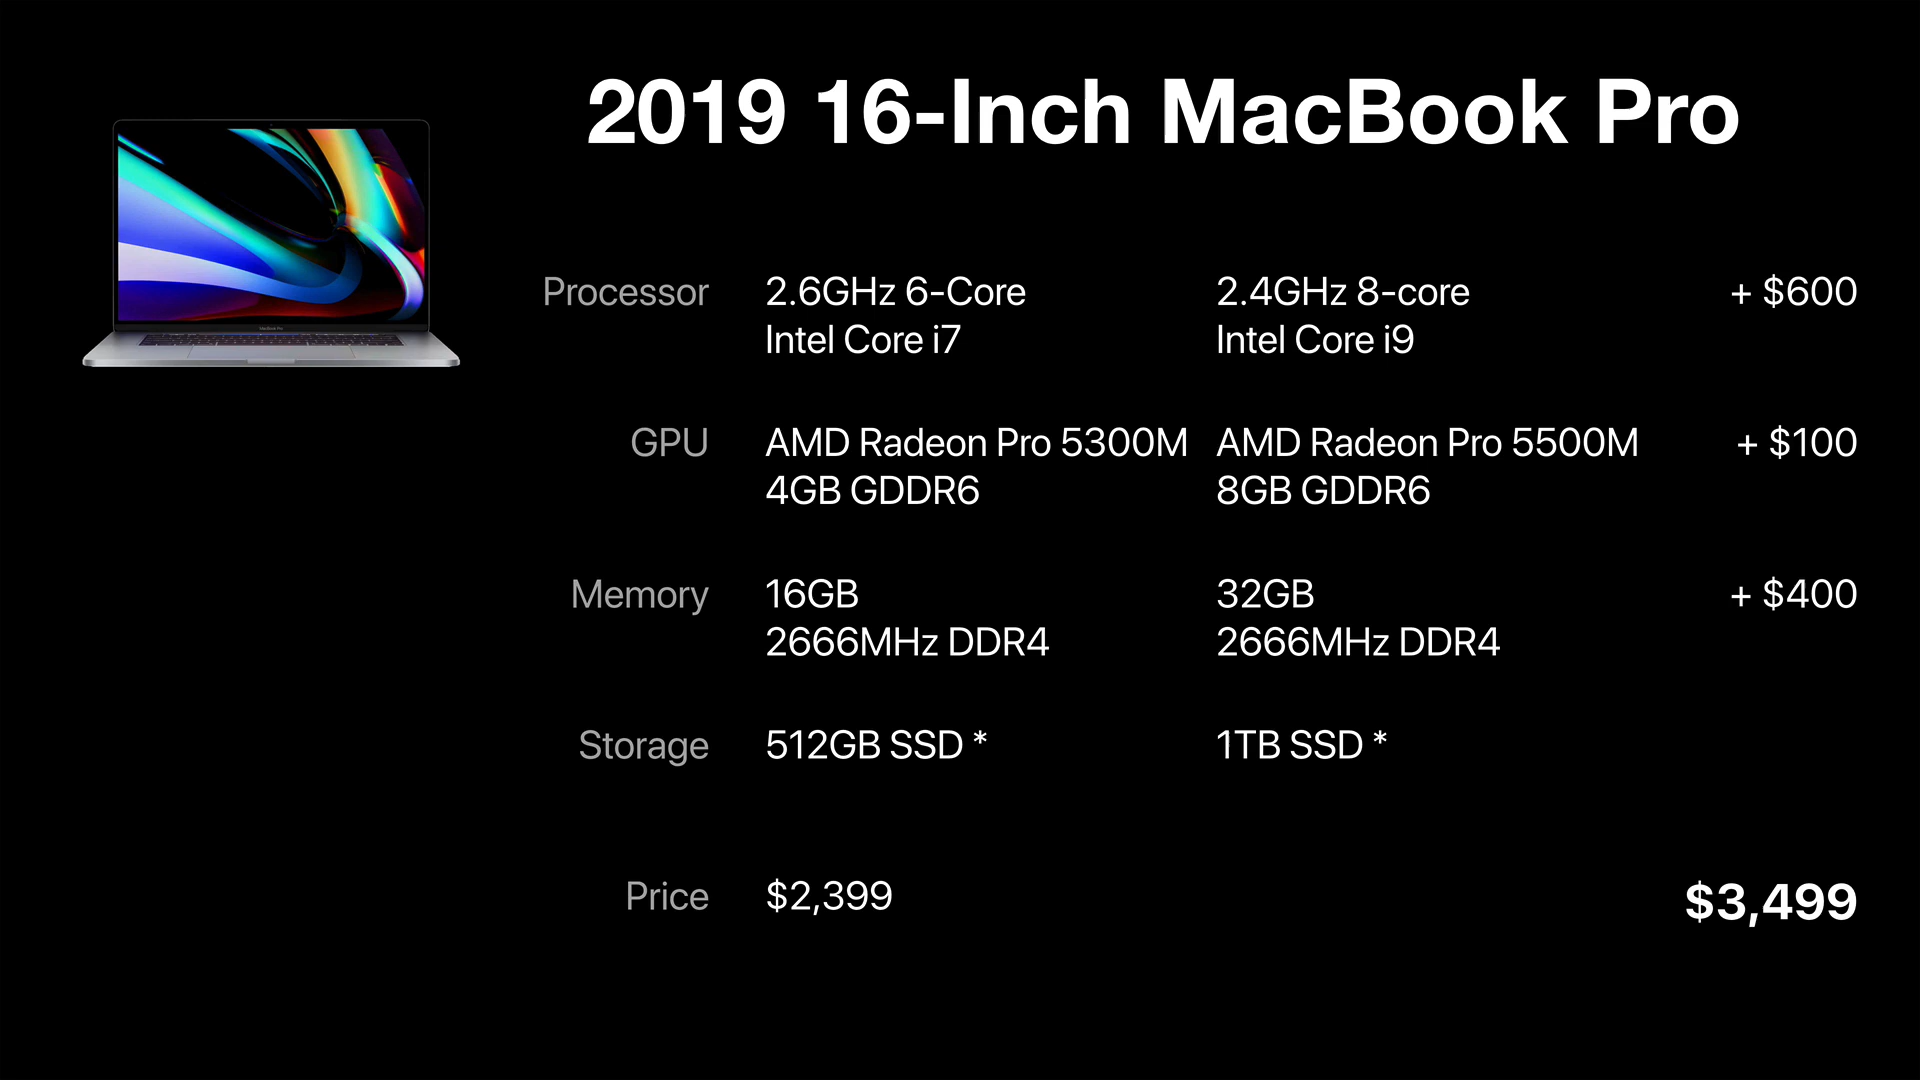 2019 16-Inch MacBook Pro
Processor 2.6GHz 6-Core 2.4GHz 8-core + $600
Intel Core i7 Intel Core i9
GPU AMD Radeon Pro 5300M AMD Radeon Pro 5500M + $100
4GB GDDR6 8GB GDDR6
Memory 16GB 32GB + $400
2666MHz DDR4 2666MHz DDR4
Storage 512GB SSD * 1TB SSD *
Price $2,399 $3,499
MacBook Pro